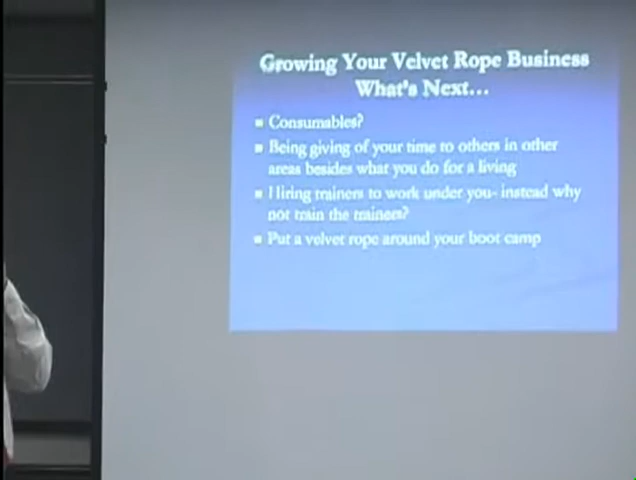 Growing Your Velvet Rope Business
What's Next...
Consumables?
Being giving of your time to others in other
areas besides what you do for a living
Hiring trainers to work under you- instead why
not train the trainees?
Put a velvet rope around your boot camp